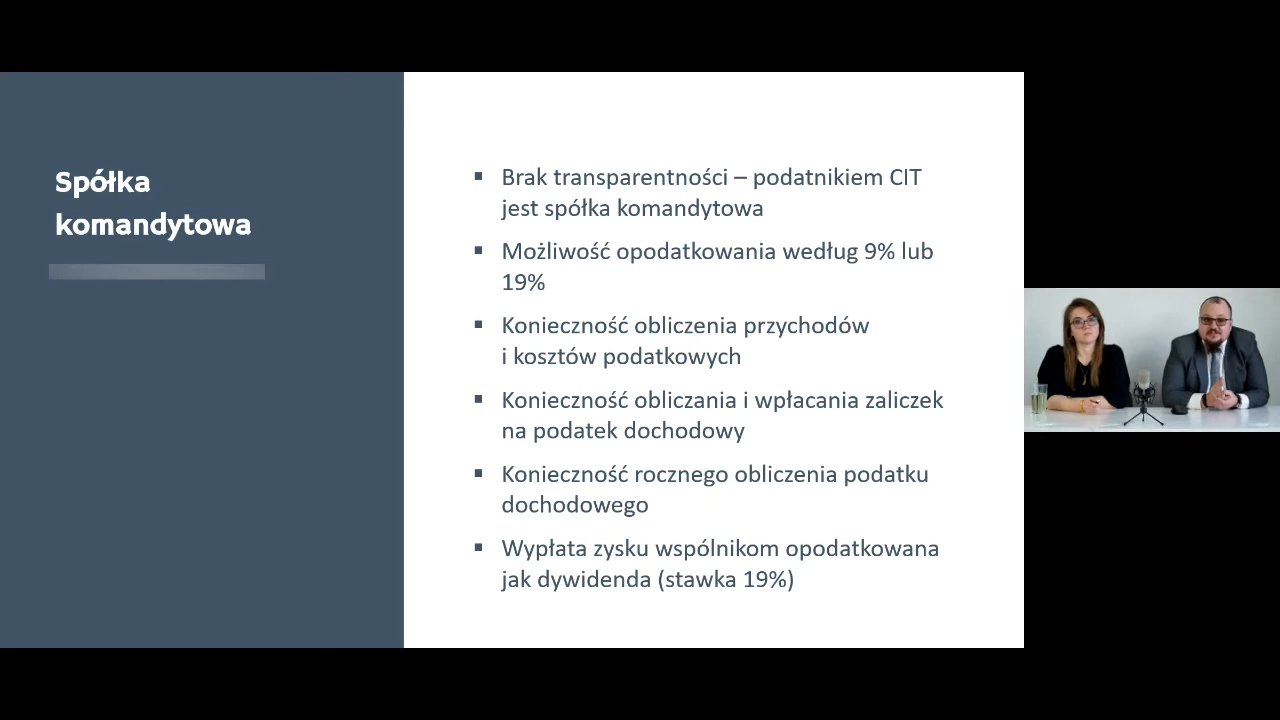 Spółka
komandytowa
▪ Brak transparentności – podatnikiem CIT
jest spółka komandytowa
▪ Możliwość opodatkowania według 9% lub
19%
▪ Konieczność obliczenia przychodów
i kosztów podatkowych
▪ Konieczność obliczania i wpłacania zaliczek
na podatek dochodowy
▪ Konieczność rocznego obliczenia podatku
dochodowego
▪ Wypłata zysku wspólnikom opodatkowana
jak dywidenda (stawka 19%)